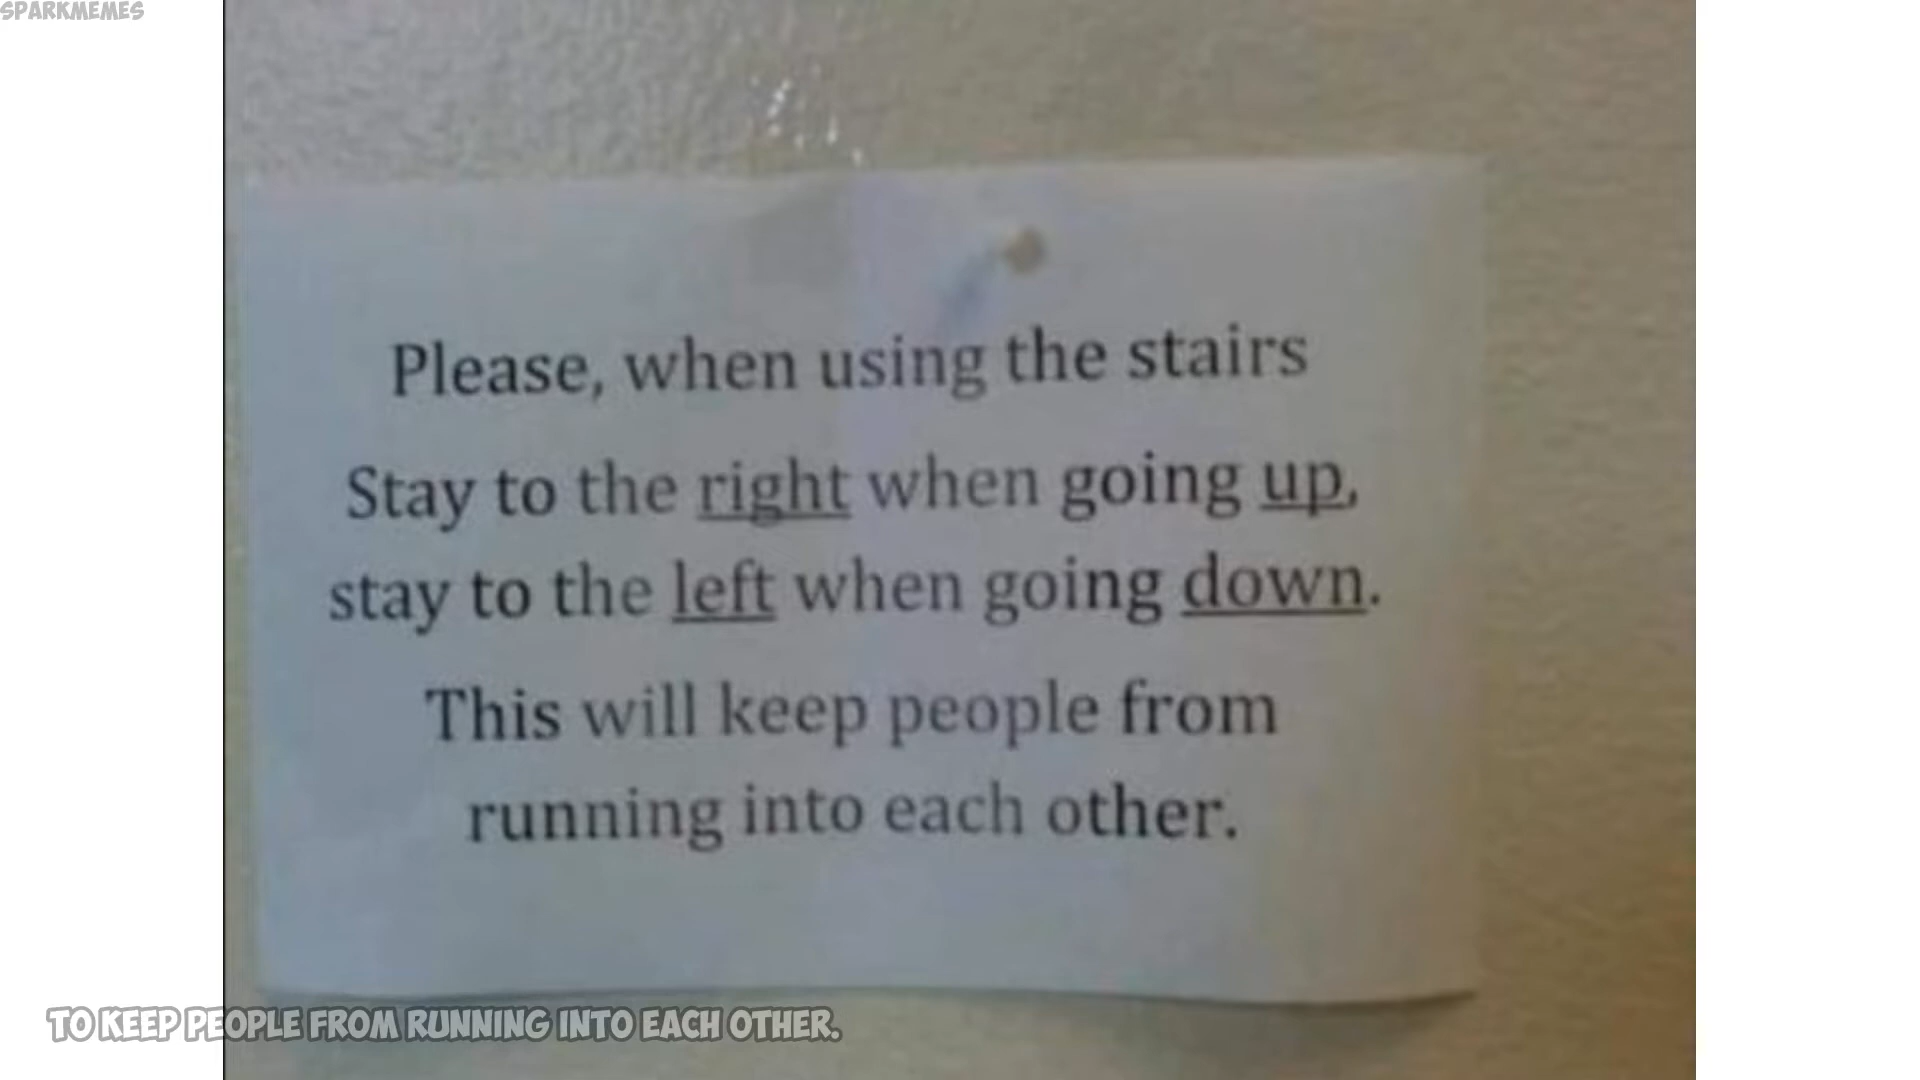 SPARKMEMES
Please, when using the stairs
Stay to the right when going up,
stay to the left when going down.
This will keep people from
running into each other.
TO KEEP PEOPLE FROM RUNNING INTO EACH OTHER.